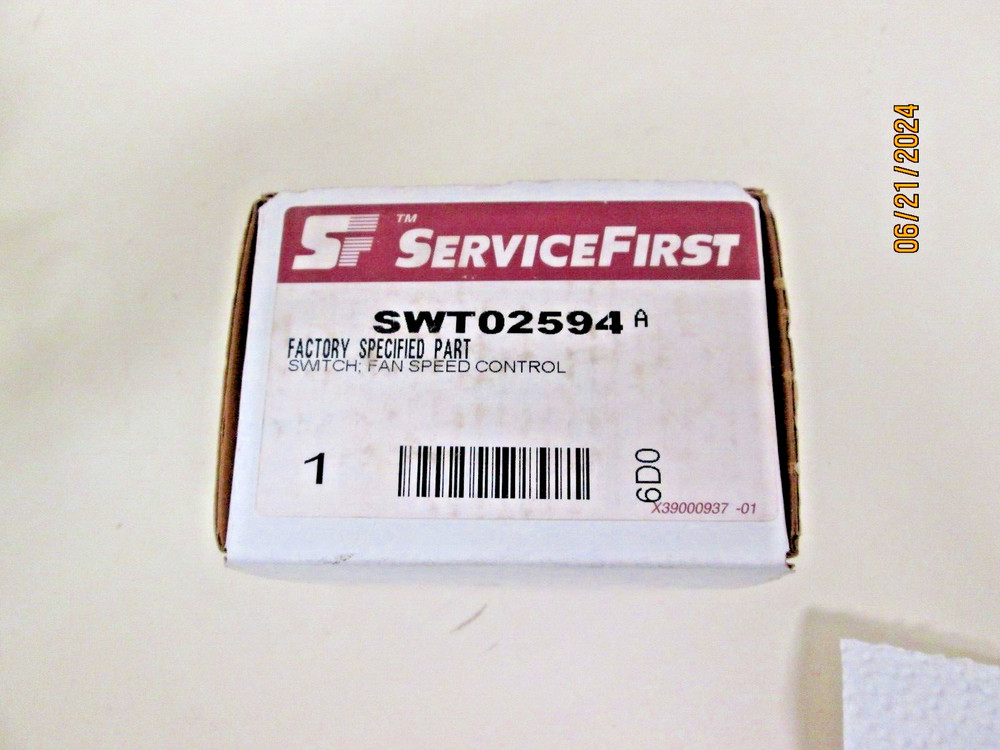 SF ™ SERVICEFIRST
SWT02594 A
FACTORY SPECIFIED PART
SWITCH; FAN SPEED CONTROL
1
6D0
X39000937 -01
06/21/2024